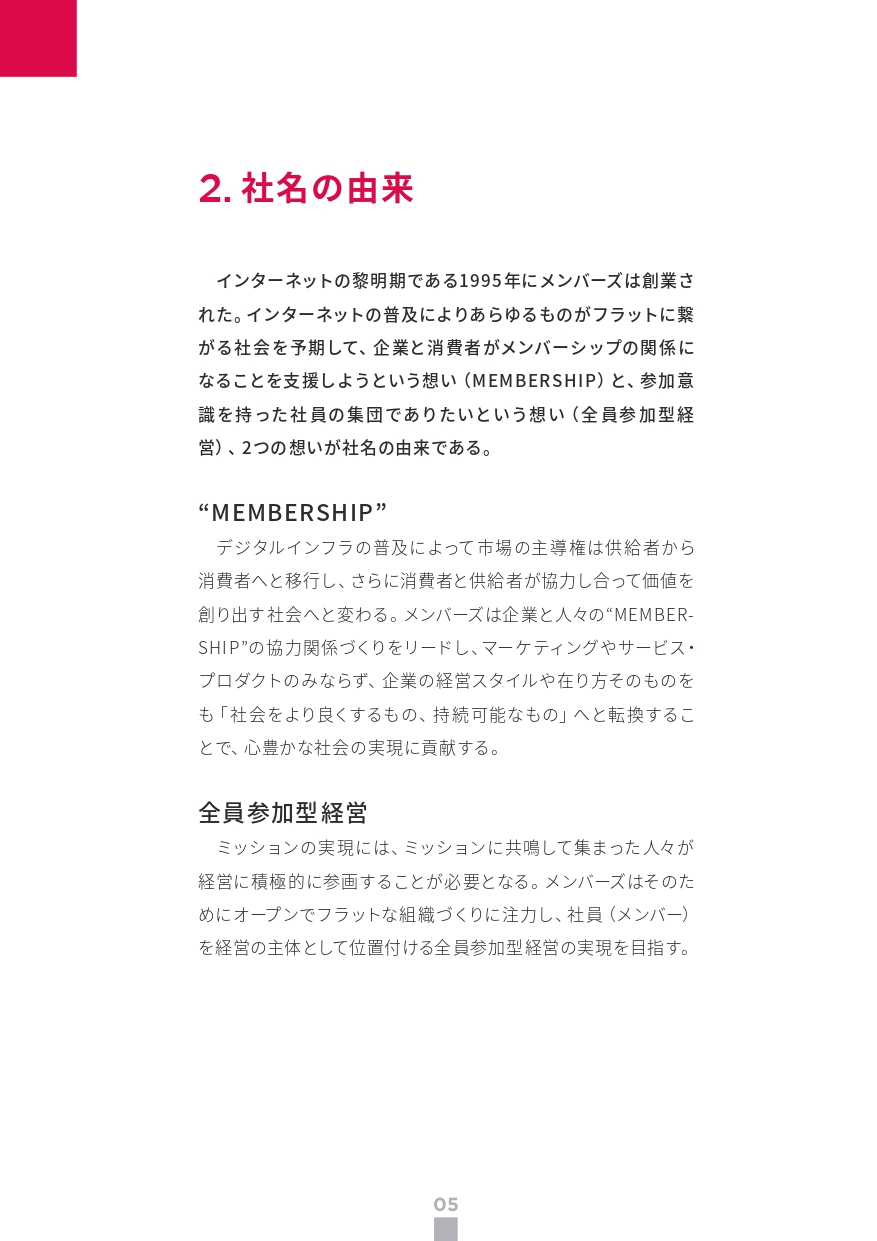 2. 社名の由来
インターネットの黎明期である1995年にメンバーズは創業さ
れた。インターネットの普及によりあらゆるものがフラットに繋
がる社会を予期して、企業と消費者がメンバーシップの関係に
なることを支援しようという想い（MEMBERSHIP）と、参加意
識を持った社員の集団でありたいという想い（全員参加型経
営）、2つの想いが社名の由来である。
“MEMBERSHIP”
デジタルインフラの普及によって市場の主導権は供給者から
消費者へと移行し、さらに消費者と供給者が協力し合って価値を
創り出す社会へと変わる。メンバーズは企業と人々の“MEMBER-
SHIP”の協力関係づくりをリードし、マーケティングやサービス・
プロダクトのみならず、企業の経営スタイルや在り方そのものを
も「社会をより良くするもの、持続可能なもの」へと転換するこ
とで、心豊かな社会の実現に貢献する。
全員参加型経営
ミッションの実現には、ミッションに共鳴して集まった人々が
経営に積極的に参画することが必要となる。メンバーズはそのた
めにオープンでフラットな組織づくりに注力し、社員（メンバー）
を経営の主体として位置付ける全員参加型経営の実現を目指す。
05